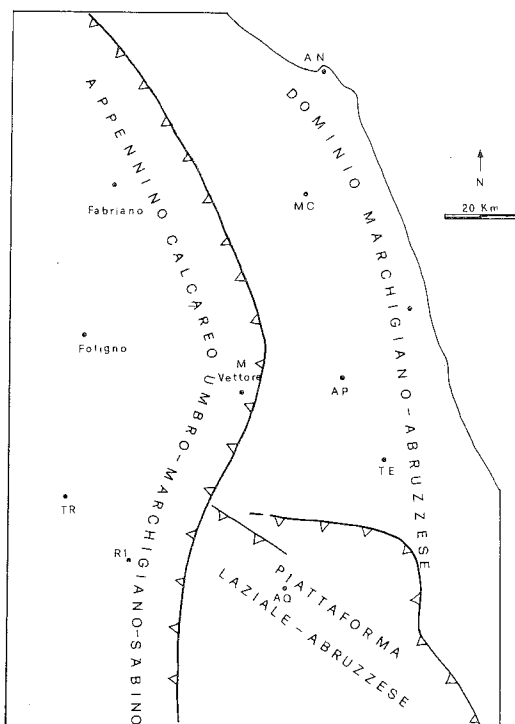 AN
DOMINIO MARCHIGIANO-ABRUZZESE
APPENNINO CALCAREO UMBRO-MARCHIGIANO-SABINO
N
20 Km
Fabriano
MC
Foligno
M
Vettore
AP
TE
TR
RI
PIATTAFORMA
AQ
LAZIALE-ABRUZZESE